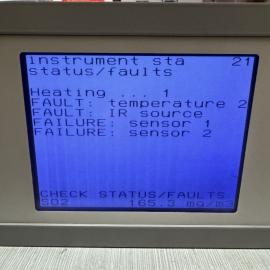 instrument sta 21
status/faults
Heating ... 1
FAULT: temperature 2
FAULT: IR source
FAILURE: sensor 1
FAILURE: sensor 2
CHECK STATUS/FAULTS
SO2 165.3 mg/m3